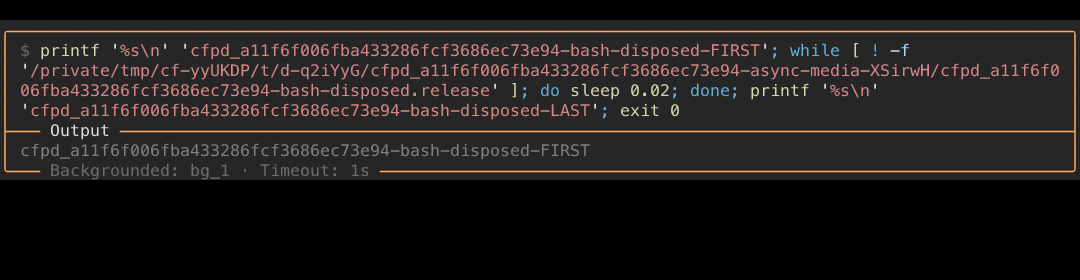 $ printf '%s\n' 'cfpd_a11f6f006fba433286fcf3686ec73e94-bash-disposed-FIRST'; while [ ! -f
'/private/tmp/cf-yyUKDP/t/d-q2iYyG/cfpd_a11f6f006fba433286fcf3686ec73e94-async-media-XSirwH/cfpd_a11f6f0
06fba433286fcf3686ec73e94-bash-disposed.release' ]; do sleep 0.02; done; printf '%s\n'
'cfpd_a11f6f006fba433286fcf3686ec73e94-bash-disposed-LAST'; exit 0
Output
cfpd_a11f6f006fba433286fcf3686ec73e94-bash-disposed-FIRST
Backgrounded: bg_1 · Timeout: 1s